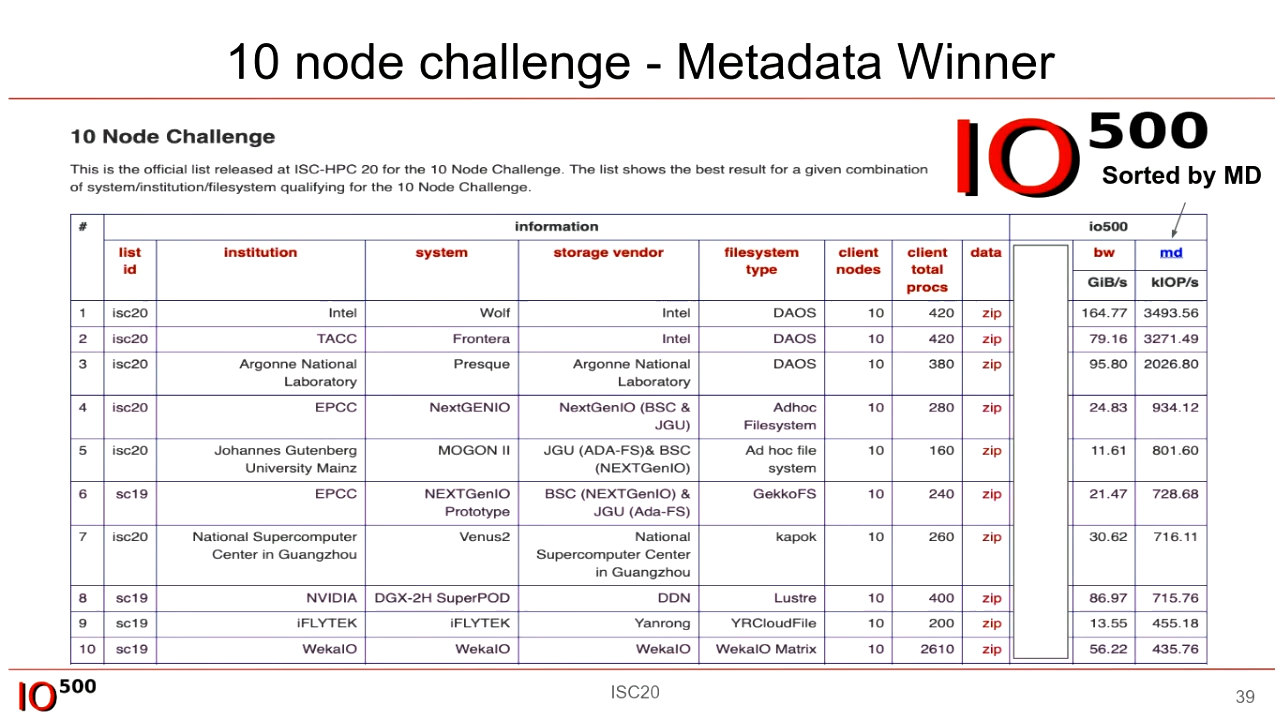 10 node challenge - Metadata Winner
10 Node Challenge
This is the official list released at ISC-HPC 20 for the 10 Node Challenge. The list shows the best result for a given combination
of system/institution/filesystem qualifying for the 10 Node Challenge.
IO500
Sorted by MD
# information io500
list id institution system storage vendor filesystem type client nodes client total procs data bw md
GiB/s kIOP/s
1 isc20 Intel Wolf Intel DAOS 10 420 zip 164.77 3493.56
2 isc20 TACC Frontera Intel DAOS 10 420 zip 79.16 3271.49
3 isc20 Argonne National Laboratory Presque Argonne National Laboratory DAOS 10 380 zip 95.80 2026.80
4 isc20 EPCC NextGENIO NextGenIO (BSC & JGU) Adhoc Filesystem 10 280 zip 24.83 934.12
5 isc20 Johannes Gutenberg University Mainz MOGON II JGU (ADA-FS)& BSC (NEXTGenIO) Ad hoc file system 10 160 zip 11.61 801.60
6 sc19 EPCC NEXTGenIO Prototype BSC (NEXTGenIO) & JGU (Ada-FS) GekkoFS 10 240 zip 21.47 728.68
7 isc20 National Supercomputer Center in Guangzhou Venus2 National Supercomputer Center in Guangzhou kapok 10 260 zip 30.62 716.11
8 sc19 NVIDIA DGX-2H SuperPOD DDN Lustre 10 400 zip 86.97 715.76
9 sc19 iFLYTEK iFLYTEK Yanrong YRCloudFile 10 200 zip 13.55 455.18
10 sc19 WekaIO WekaIO WekaIO WekaIO Matrix 10 2610 zip 56.22 435.76
IO500
ISC20
39